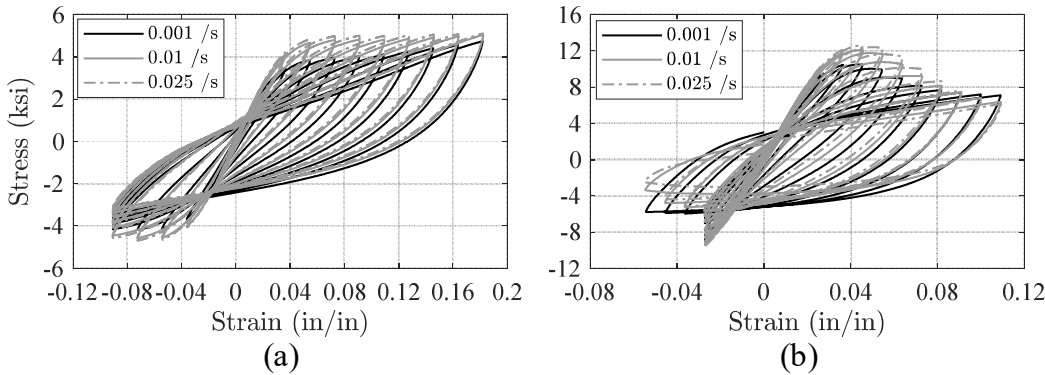 0.001 /s
0.01 /s
0.025 /s
6
4
2
0
-2
-4
-6
Stress (ksi)
-0.12 -0.08 -0.04 0 0.04 0.08 0.12 0.16 0.2
Strain (in/in)
(a)
0.001 /s
0.01 /s
0.025 /s
16
12
8
4
0
-4
-8
-12
-0.08 -0.04 0 0.04 0.08 0.12
Strain (in/in)
(b)